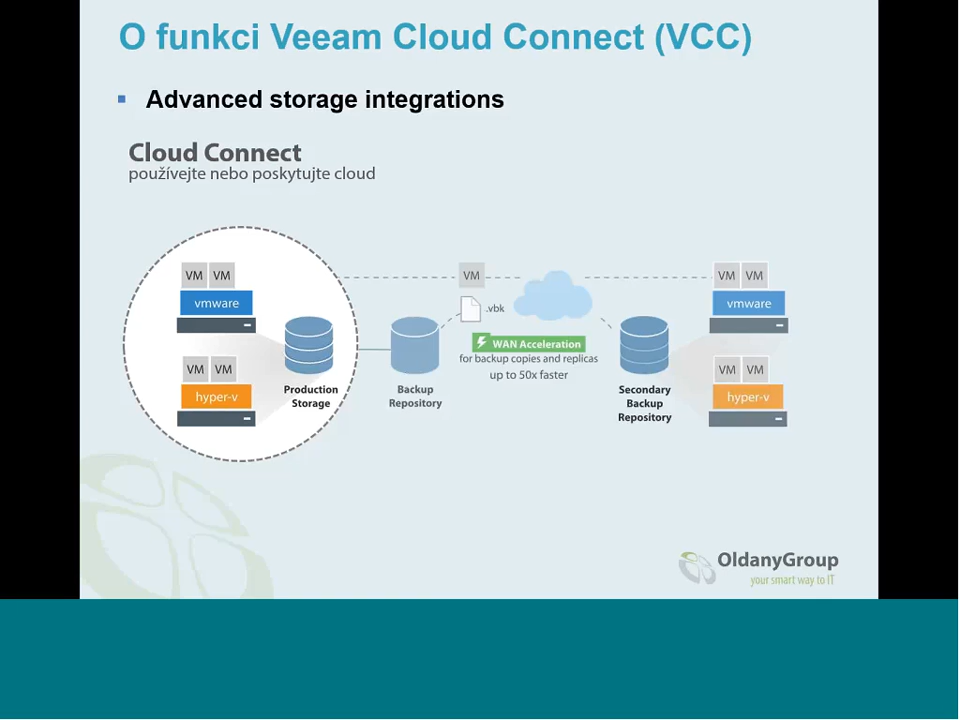 O funkci Veeam Cloud Connect (VCC)
Advanced storage integrations
Cloud Connect
používejte nebo poskytujte cloud
VM VM
vmware
VM VM
hyper-v
Production
Storage
Backup
Repository
VM
.vbk
WAN Acceleration
for backup copies and replicas
up to 50x faster
Secondary
Backup
Repository
VM VM
vmware
VM VM
hyper-v
OldanyGroup
your smart way to IT